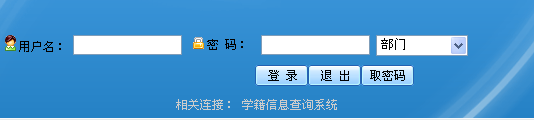 用户名： 密 码： 部门
登 录 退 出 取密码
相关连接： 学籍信息查询系统